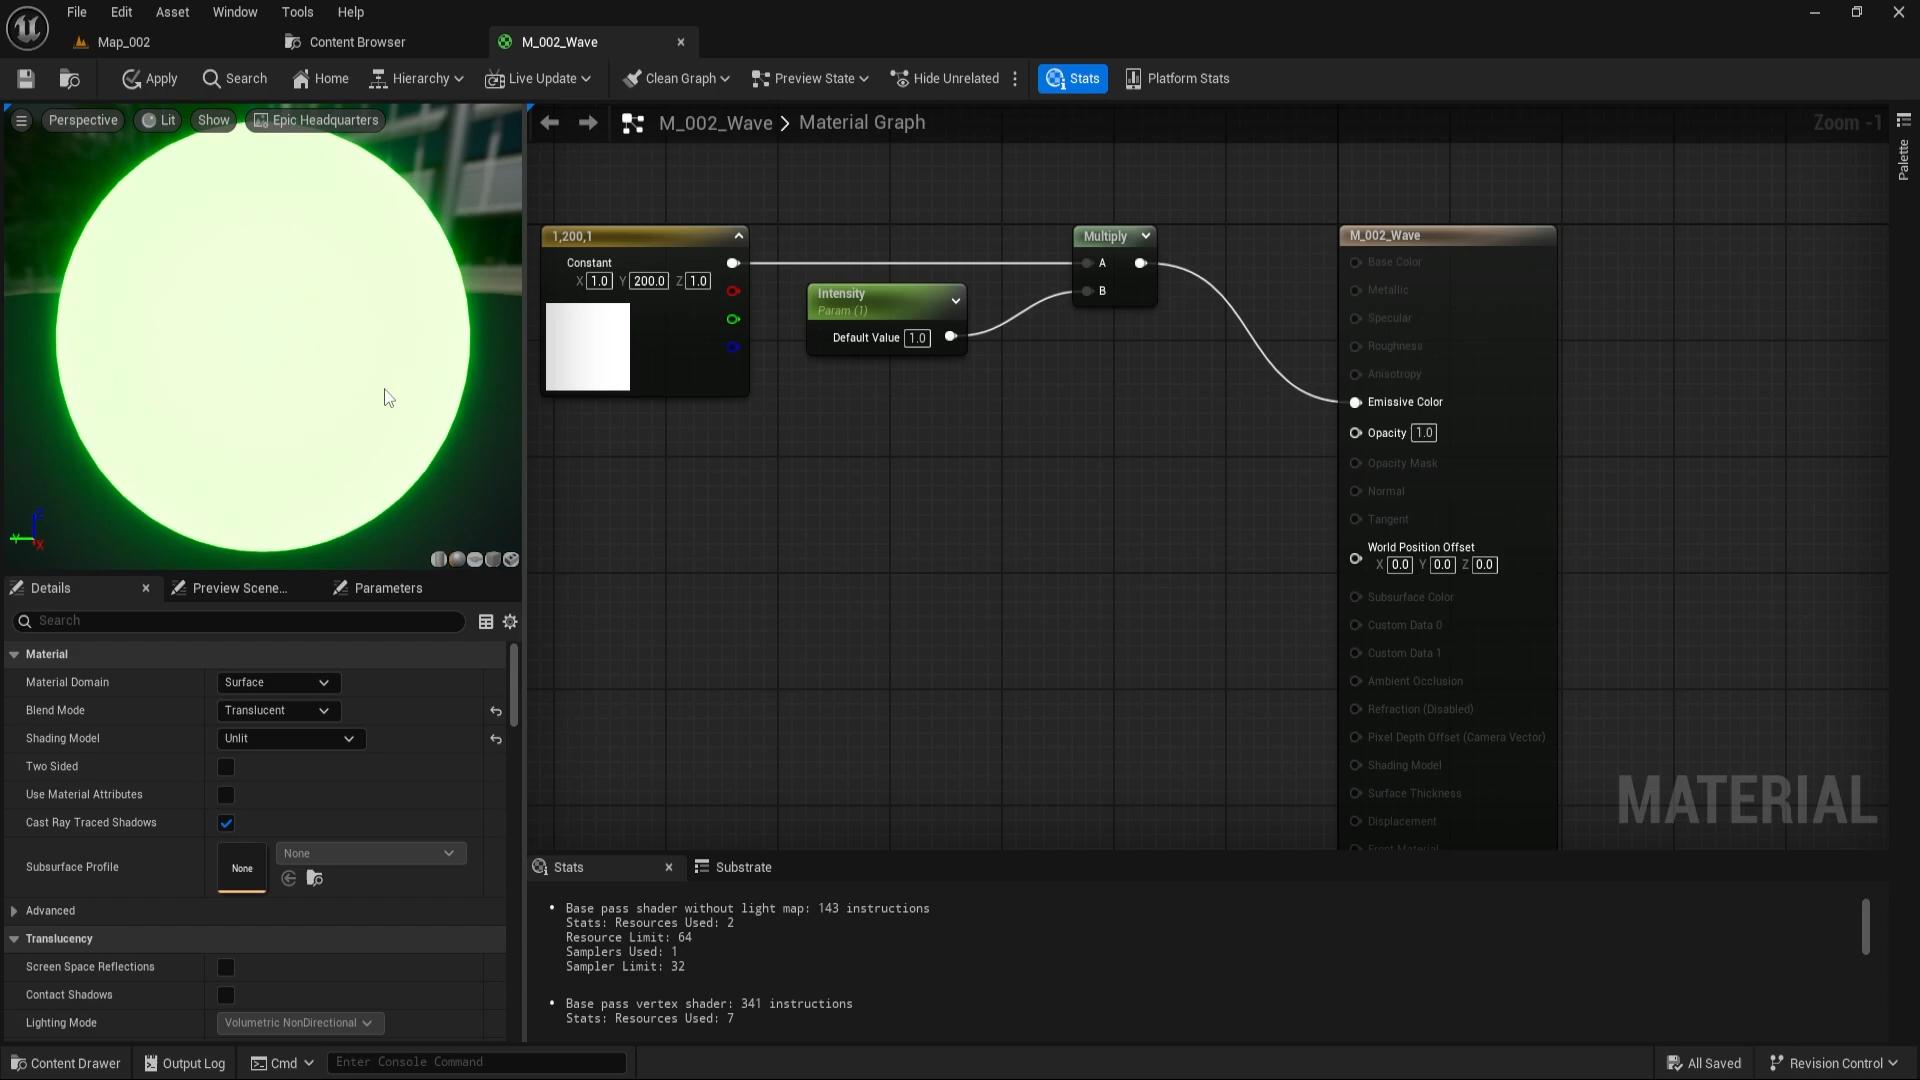 File Edit Asset Window Tools Help
Map_002 Content Browser M_002_Wave
Apply Search Home Hierarchy Live Update Clean Graph Preview State Hide Unrelated Stats Platform Stats
Perspective Lit Show Epic Headquarters
M_002_Wave > Material Graph
Zoom -1
Palette
1,200,1
Constant
X 1.0 Y 200.0 Z 1.0
Intensity
Param (1)
Default Value 1.0
Multiply
A
B
M_002_Wave
Base Color
Metallic
Specular
Roughness
Anisotropy
Emissive Color
Opacity 1.0
Opacity Mask
Normal
Tangent
World Position Offset
X 0.0 Y 0.0 Z 0.0
Subsurface Color
Custom Data 0
Custom Data 1
Ambient Occlusion
Refraction (Disabled)
Pixel Depth Offset (Camera Vector)
Shading Model
Surface Thickness
Displacement
Front Material
MATERIAL
Details Preview Scene... Parameters
Search
Material
Material Domain Surface
Blend Mode Translucent
Shading Model Unlit
Two Sided
Use Material Attributes
Cast Ray Traced Shadows
Subsurface Profile None None
Advanced
Translucency
Screen Space Reflections
Contact Shadows
Lighting Mode Volumetric NonDirectional
Stats Substrate
• Base pass shader without light map: 143 instructions
Stats: Resources Used: 2
Resource Limit: 64
Samplers Used: 1
Sampler Limit: 32
• Base pass vertex shader: 341 instructions
Stats: Resources Used: 7
Content Drawer Output Log Cmd Enter Console Command All Saved Revision Control